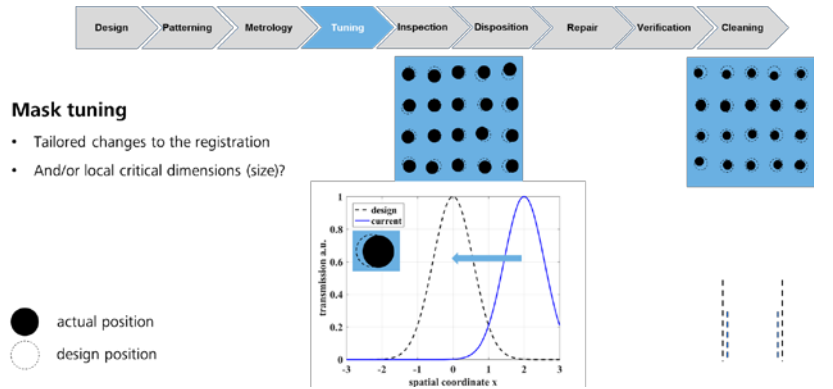 Design Patterning Metrology Tuning Inspection Disposition Repair Verification Cleaning
Mask tuning
• Tailored changes to the registration
• And/or local critical dimensions (size)?
1
0.8
0.6
0.4
0.2
0
transmission a.u.
design
current
-3 -2 -1 0 1 2 3
spatial coordinate x
actual position
design position